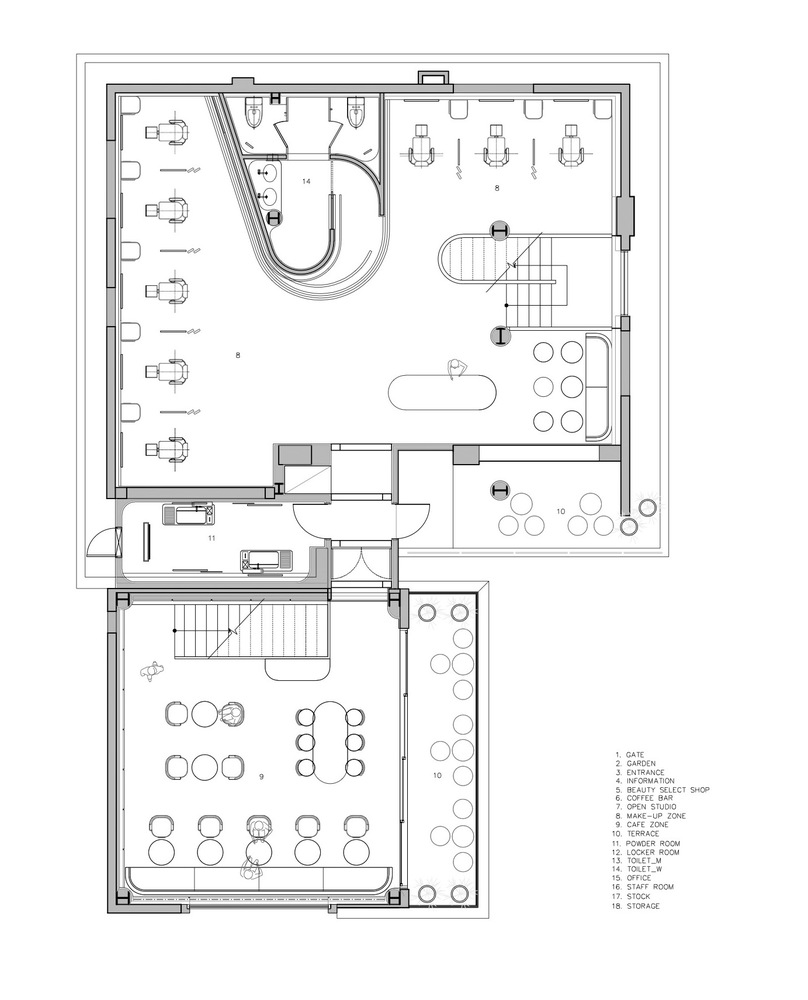 14
8
8
10
11
9
10
1. GATE
2. GARDEN
3. ENTRANCE
4. INFORMATION
5. BEAUTY SELECT SHOP
6. COFFEE BAR
7. OPEN STUDIO
8. MAKE-UP ZONE
9. CAFE ZONE
10. TERRACE
11. POWDER ROOM
12. LOCKER ROOM
13. TOILET_M
14. TOILET_W
15. OFFICE
16. STAFF ROOM
17. STOCK
18. STORAGE